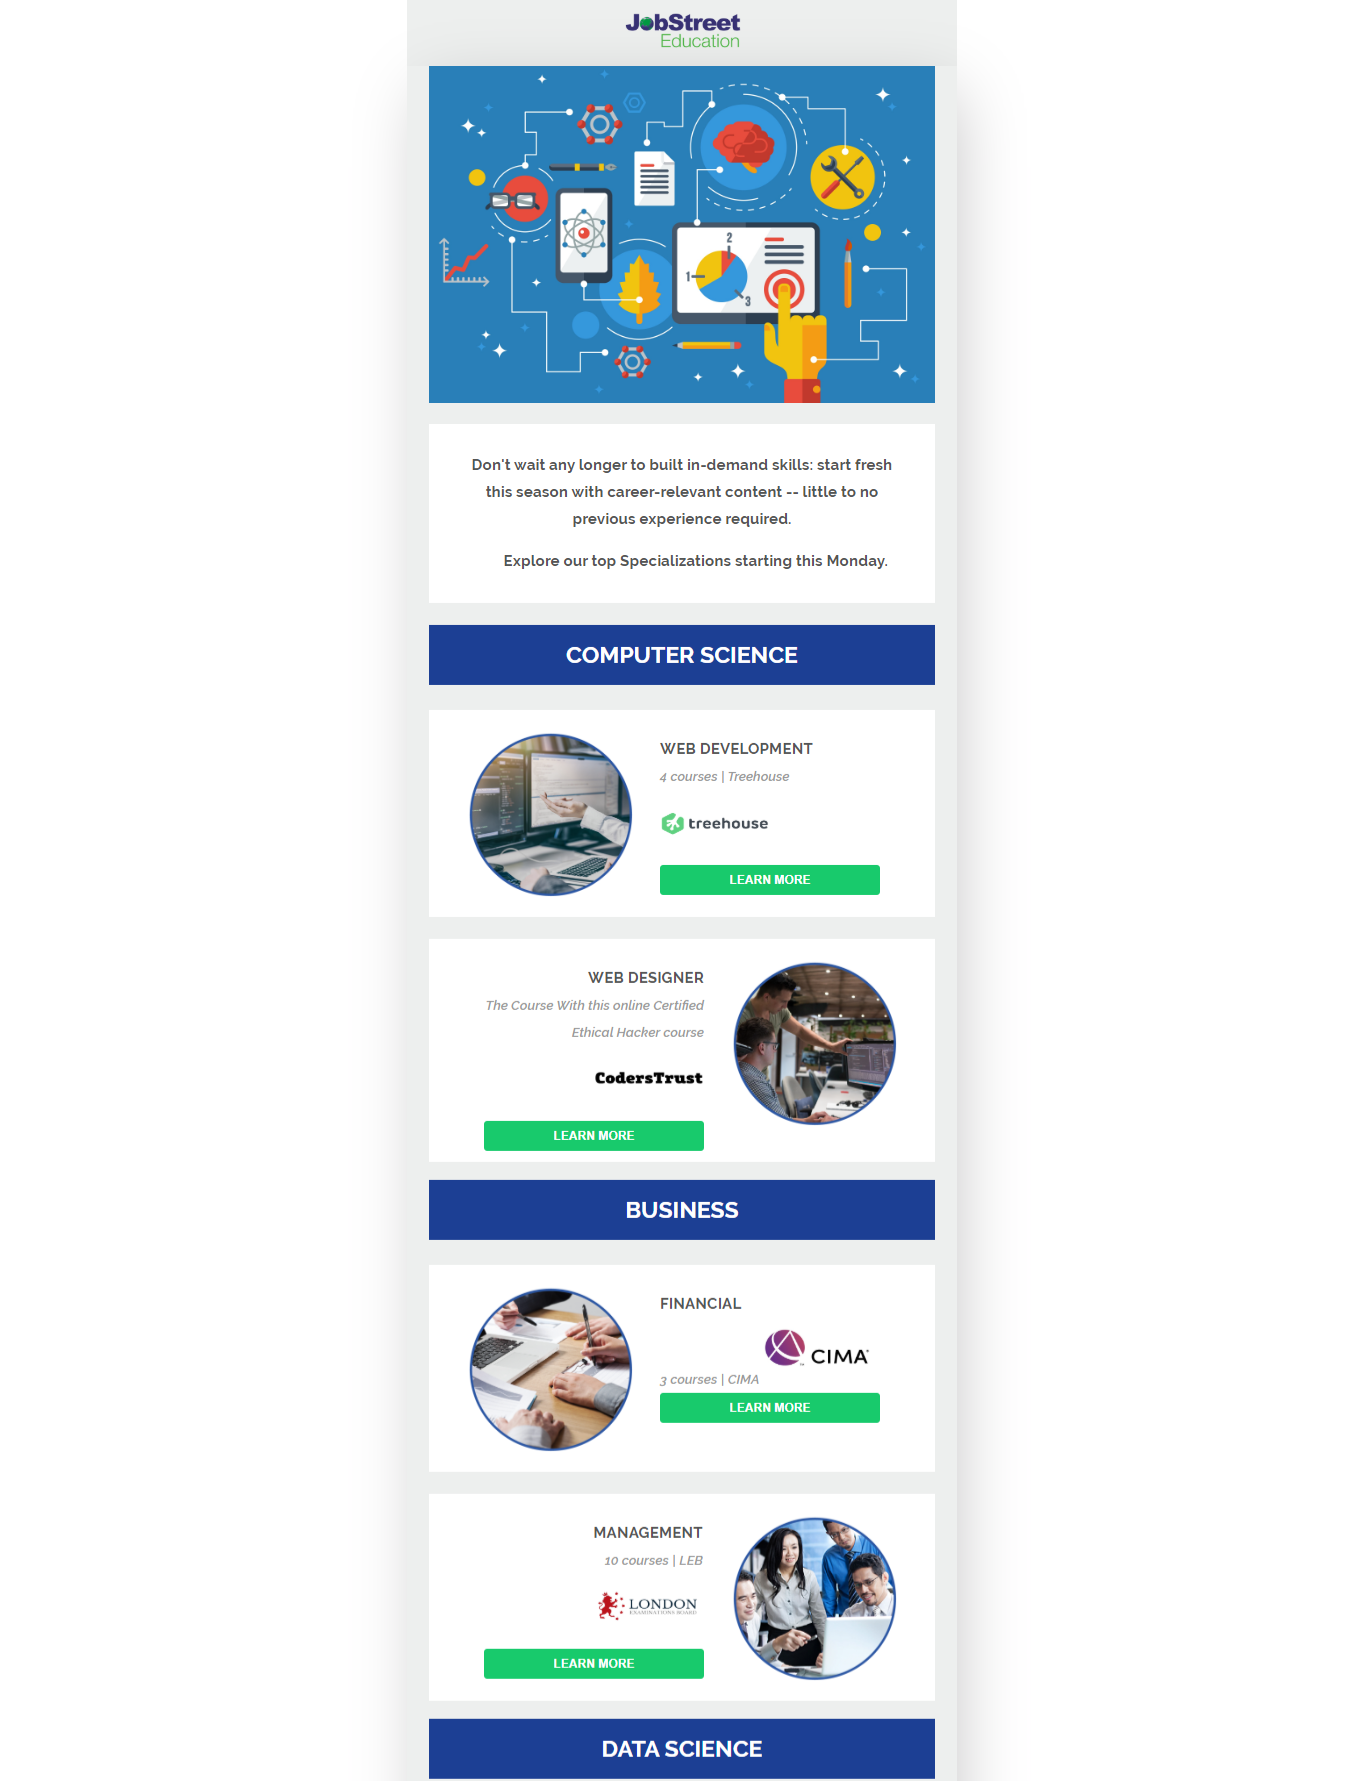 JobStreet
Education
2
1
3
Don't wait any longer to built in-demand skills: start fresh
this season with career-relevant content -- little to no
previous experience required.
Explore our top Specializations starting this Monday.
COMPUTER SCIENCE
WEB DEVELOPMENT
4 courses | Treehouse
treehouse
LEARN MORE
WEB DESIGNER
The Course With this online Certified
Ethical Hacker course
CodersTrust
LEARN MORE
BUSINESS
FINANCIAL
CIMA
3 courses | CIMA
LEARN MORE
MANAGEMENT
10 courses | LEB
LONDON
EXAMINATIONS BOARD
LEARN MORE
DATA SCIENCE